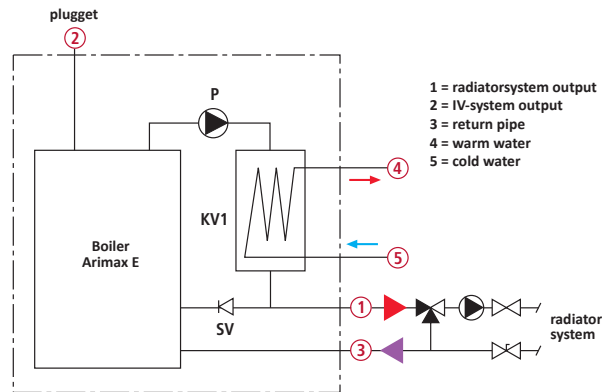 plugget
2
P
1 = radiatorsystem output
2 = IV-system output
3 = return pipe
4 = warm water
5 = cold water
4
KV1
Boiler
Arimax E
5
1
SV
radiator
system
3